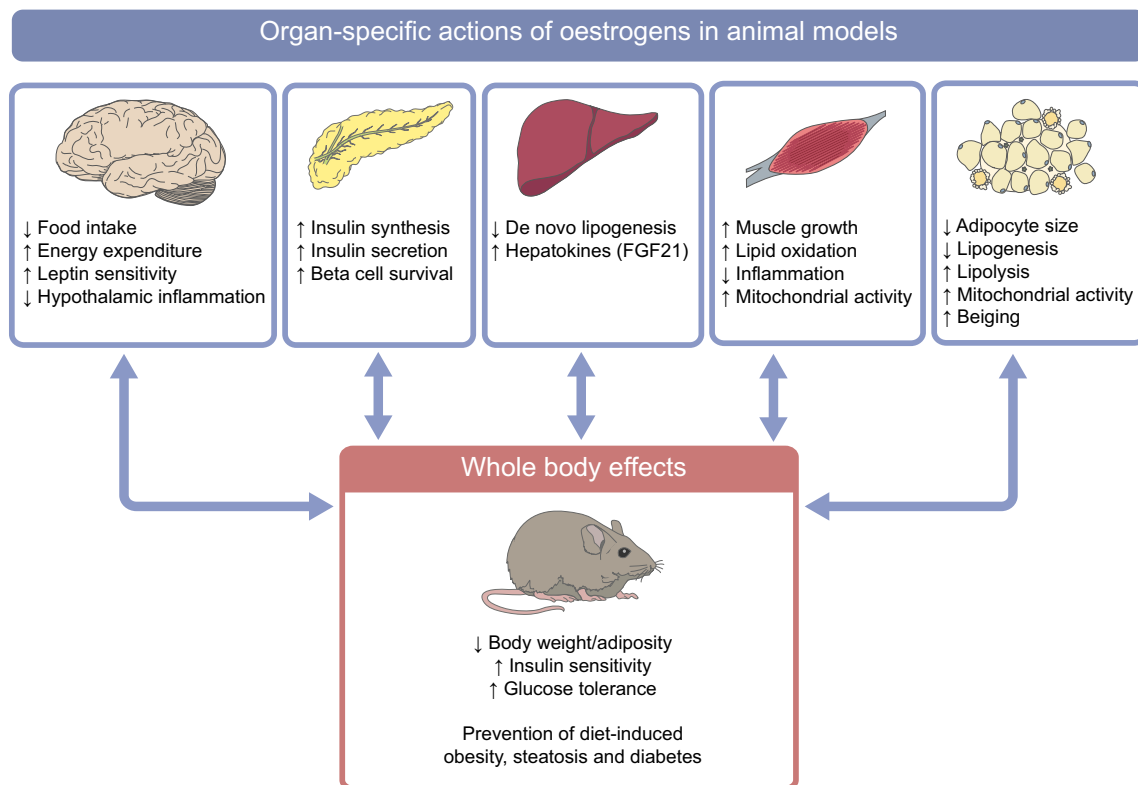 Organ-specific actions of oestrogens in animal models
↓ Food intake
↑ Energy expenditure
↑ Leptin sensitivity
↓ Hypothalamic inflammation
↑ Insulin synthesis
↑ Insulin secretion
↑ Beta cell survival
↓ De novo lipogenesis
↑ Hepatokines (FGF21)
↑ Muscle growth
↑ Lipid oxidation
↓ Inflammation
↑ Mitochondrial activity
↓ Adipocyte size
↓ Lipogenesis
↑ Lipolysis
↑ Mitochondrial activity
↑ Beiging
Whole body effects
↓ Body weight/adiposity
↑ Insulin sensitivity
↑ Glucose tolerance
Prevention of diet-induced
obesity, steatosis and diabetes